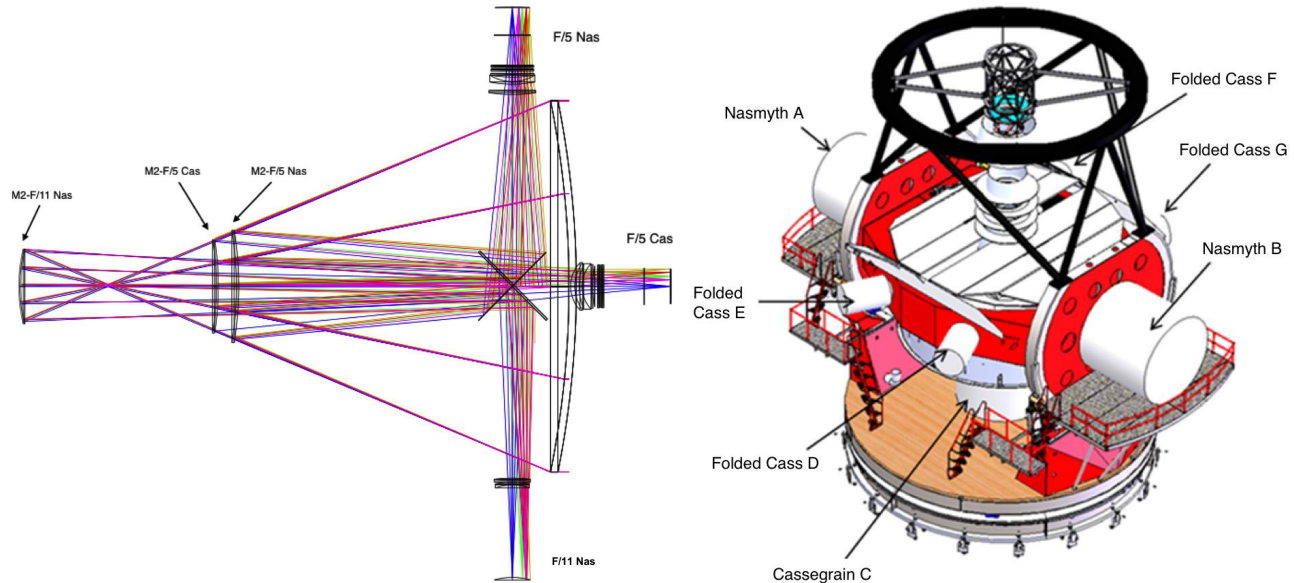 F/5 Nas
M2-F/5 Cas
M2-F/5 Nas
M2-F/11 Nas
F/5 Cas
F/11 Nas
Folded Cass F
Nasmyth A
Folded Cass G
Nasmyth B
Folded
Cass E
Folded Cass D
Cassegrain C